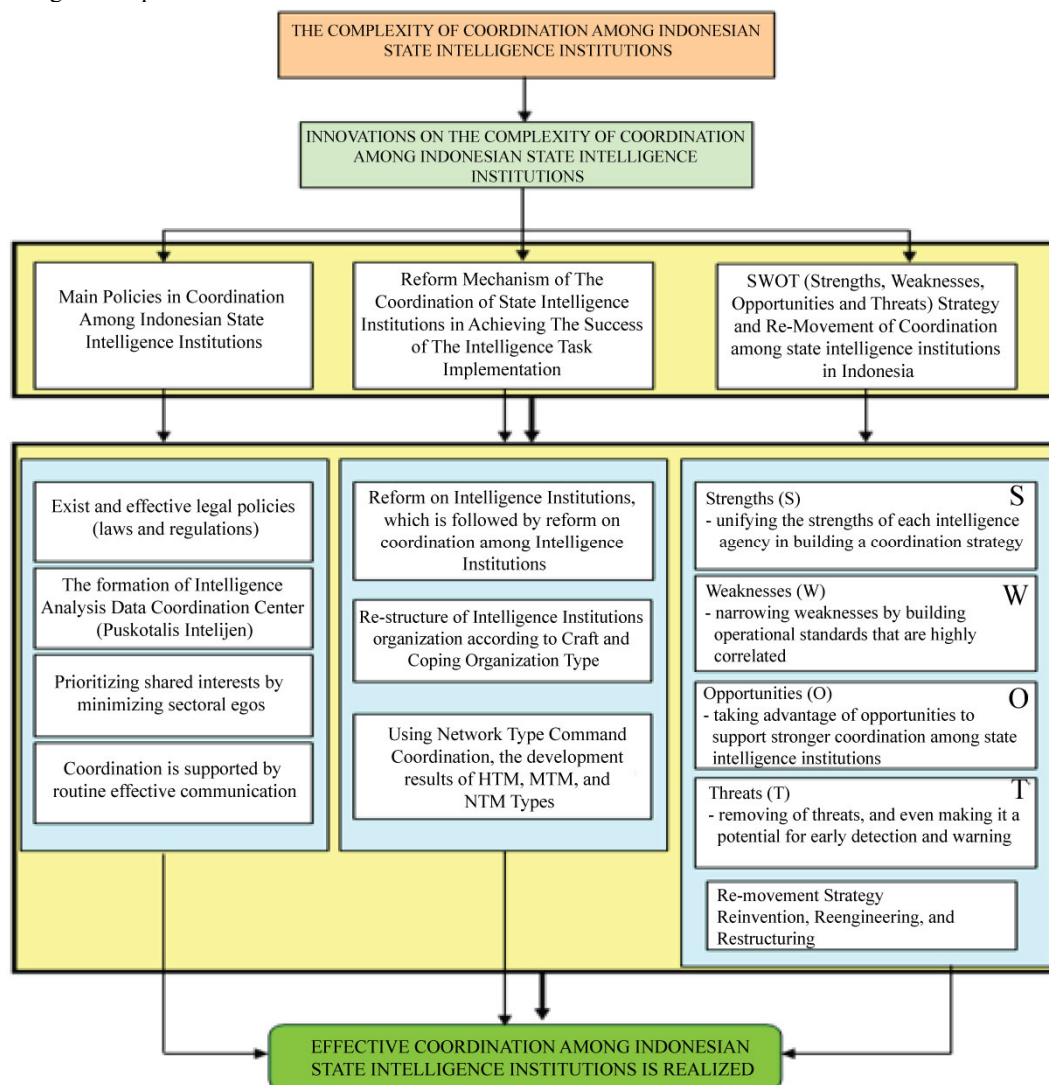 THE COMPLEXITY OF COORDINATION AMONG INDONESIAN
STATE INTELLIGENCE INSTITUTIONS
INNOVATIONS ON THE COMPLEXITY OF COORDINATION
AMONG INDONESIAN STATE INTELLIGENCE
INSTITUTIONS
Main Policies in Coordination
Among Indonesian State
Intelligence Institutions
Reform Mechanism of The
Coordination of State Intelligence
Institutions in Achieving The Success
of The Intelligence Task
Implementation
SWOT (Strengths, Weaknesses,
Opportunities and Threats) Strategy
and Re-Movement of Coordination
among state intelligence institutions
in Indonesia
Exist and effective legal policies
(laws and regulations)
The formation of Intelligence
Analysis Data Coordination Center
(Puskotalis Intelijen)
Prioritizing shared interests by
minimizing sectoral egos
Coordination is supported by
routine effective communication
Reform on Intelligence Institutions,
which is followed by reform on
coordination among Intelligence
Institutions
Re-structure of Intelligence Institutions
organization according to Craft and
Coping Organization Type
Using Network Type Command
Coordination, the development
results of HTM, MTM, and
NTM Types
Strengths (S) S
- unifying the strengths of each intelligence
agency in building a coordination strategy
Weaknesses (W) W
- narrowing weaknesses by building
operational standards that are highly
correlated
Opportunities (O) O
- taking advantage of opportunities to
support stronger coordination among state
intelligence institutions
Threats (T) T
- removing of threats, and even making it a
potential for early detection and warning
Re-movement Strategy
Reinvention, Reengineering, and
Restructuring
EFFECTIVE COORDINATION AMONG INDONESIAN
STATE INTELLIGENCE INSTITUTIONS IS REALIZED